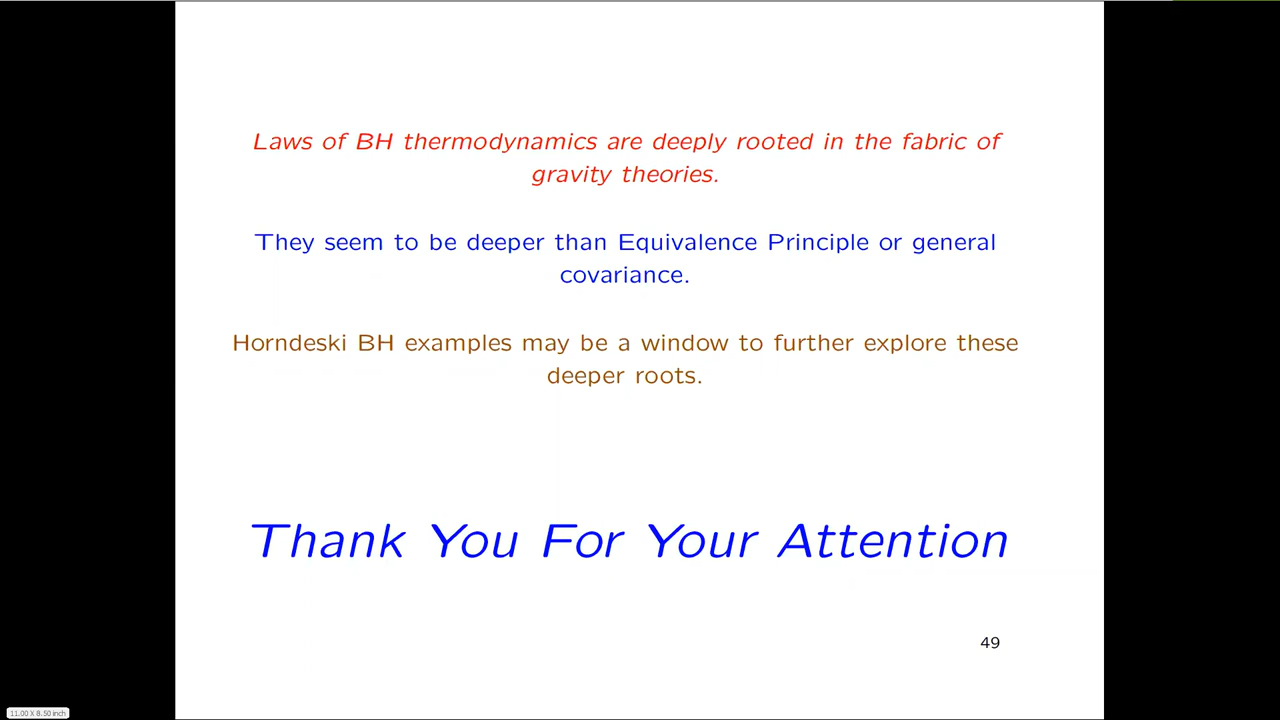 Laws of BH thermodynamics are deeply rooted in the fabric of
gravity theories.
They seem to be deeper than Equivalence Principle or general
covariance.
Horndeski BH examples may be a window to further explore these
deeper roots.
Thank You For Your Attention
49
11.00 X 8.50 inch